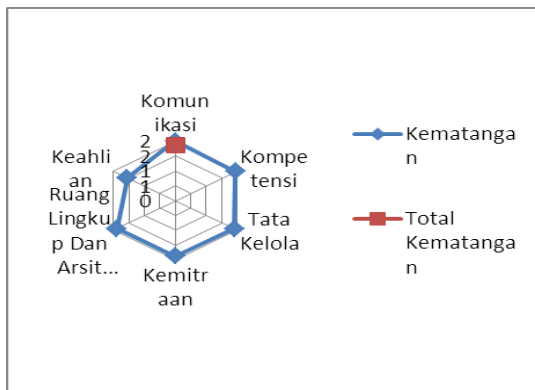 Komun
ikasi
Kompe
tensi
Tata
Kelola
Kemitr
aan
Ruang
Lingku
p Dan
Arsit...
Keahli
an
2
2
1
1
0
Kematanga
n
Total
Kematanga
n